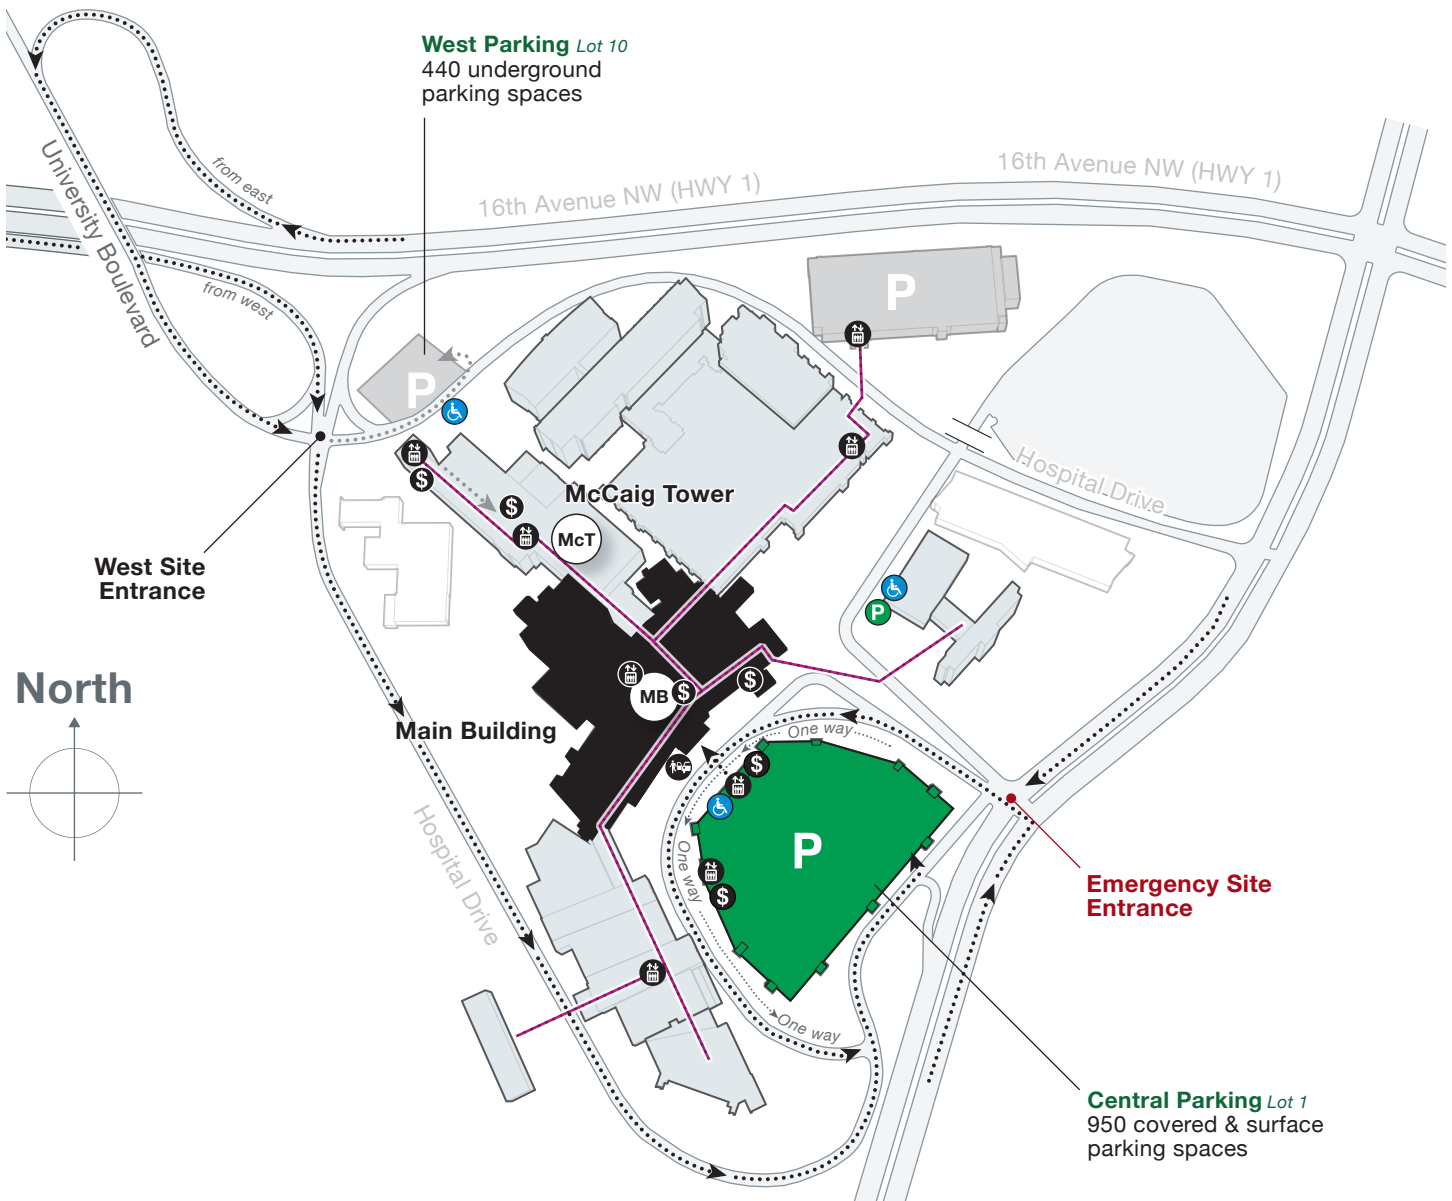 West Parking Lot 10
440 underground
parking spaces
University Boulevard
from east
from west
16th Avenue NW (HWY 1)
16th Avenue NW (HWY 1)
P
P
$
$
McCaig Tower
McT
Hospital Drive
West Site
Entrance
P
North
MB
$
$
Main Building
One way
$
P
One way
$
Hospital Drive
Emergency Site
Entrance
One way
Central Parking Lot 1
950 covered & surface
parking spaces